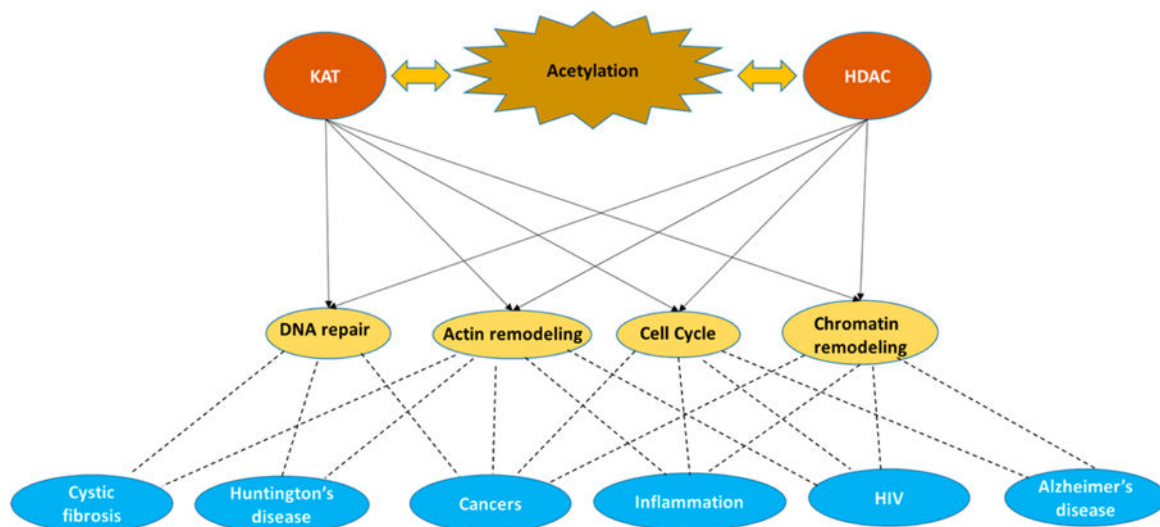 KAT
Acetylation
HDAC
DNA repair
Actin remodeling
Cell Cycle
Chromatin
remodeling
Cystic
fibrosis
Huntington's
disease
Cancers
Inflammation
HIV
Alzheimer's
disease